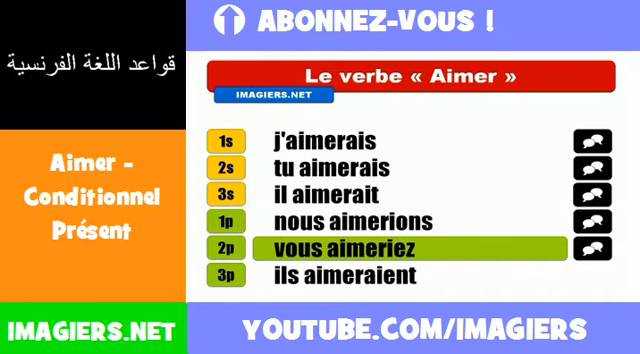 ABONNEZ-VOUS !
قواعد اللغة الفرنسية
Le verbe « Aimer »
IMAGIERS.NET
Aimer -
Conditionnel
Présent
1s j'aimerais
2s tu aimerais
3s il aimerait
1p nous aimerions
2p vous aimeriez
3p ils aimeraient
IMAGIERS.NET
YOUTUBE.COM/IMAGIERS